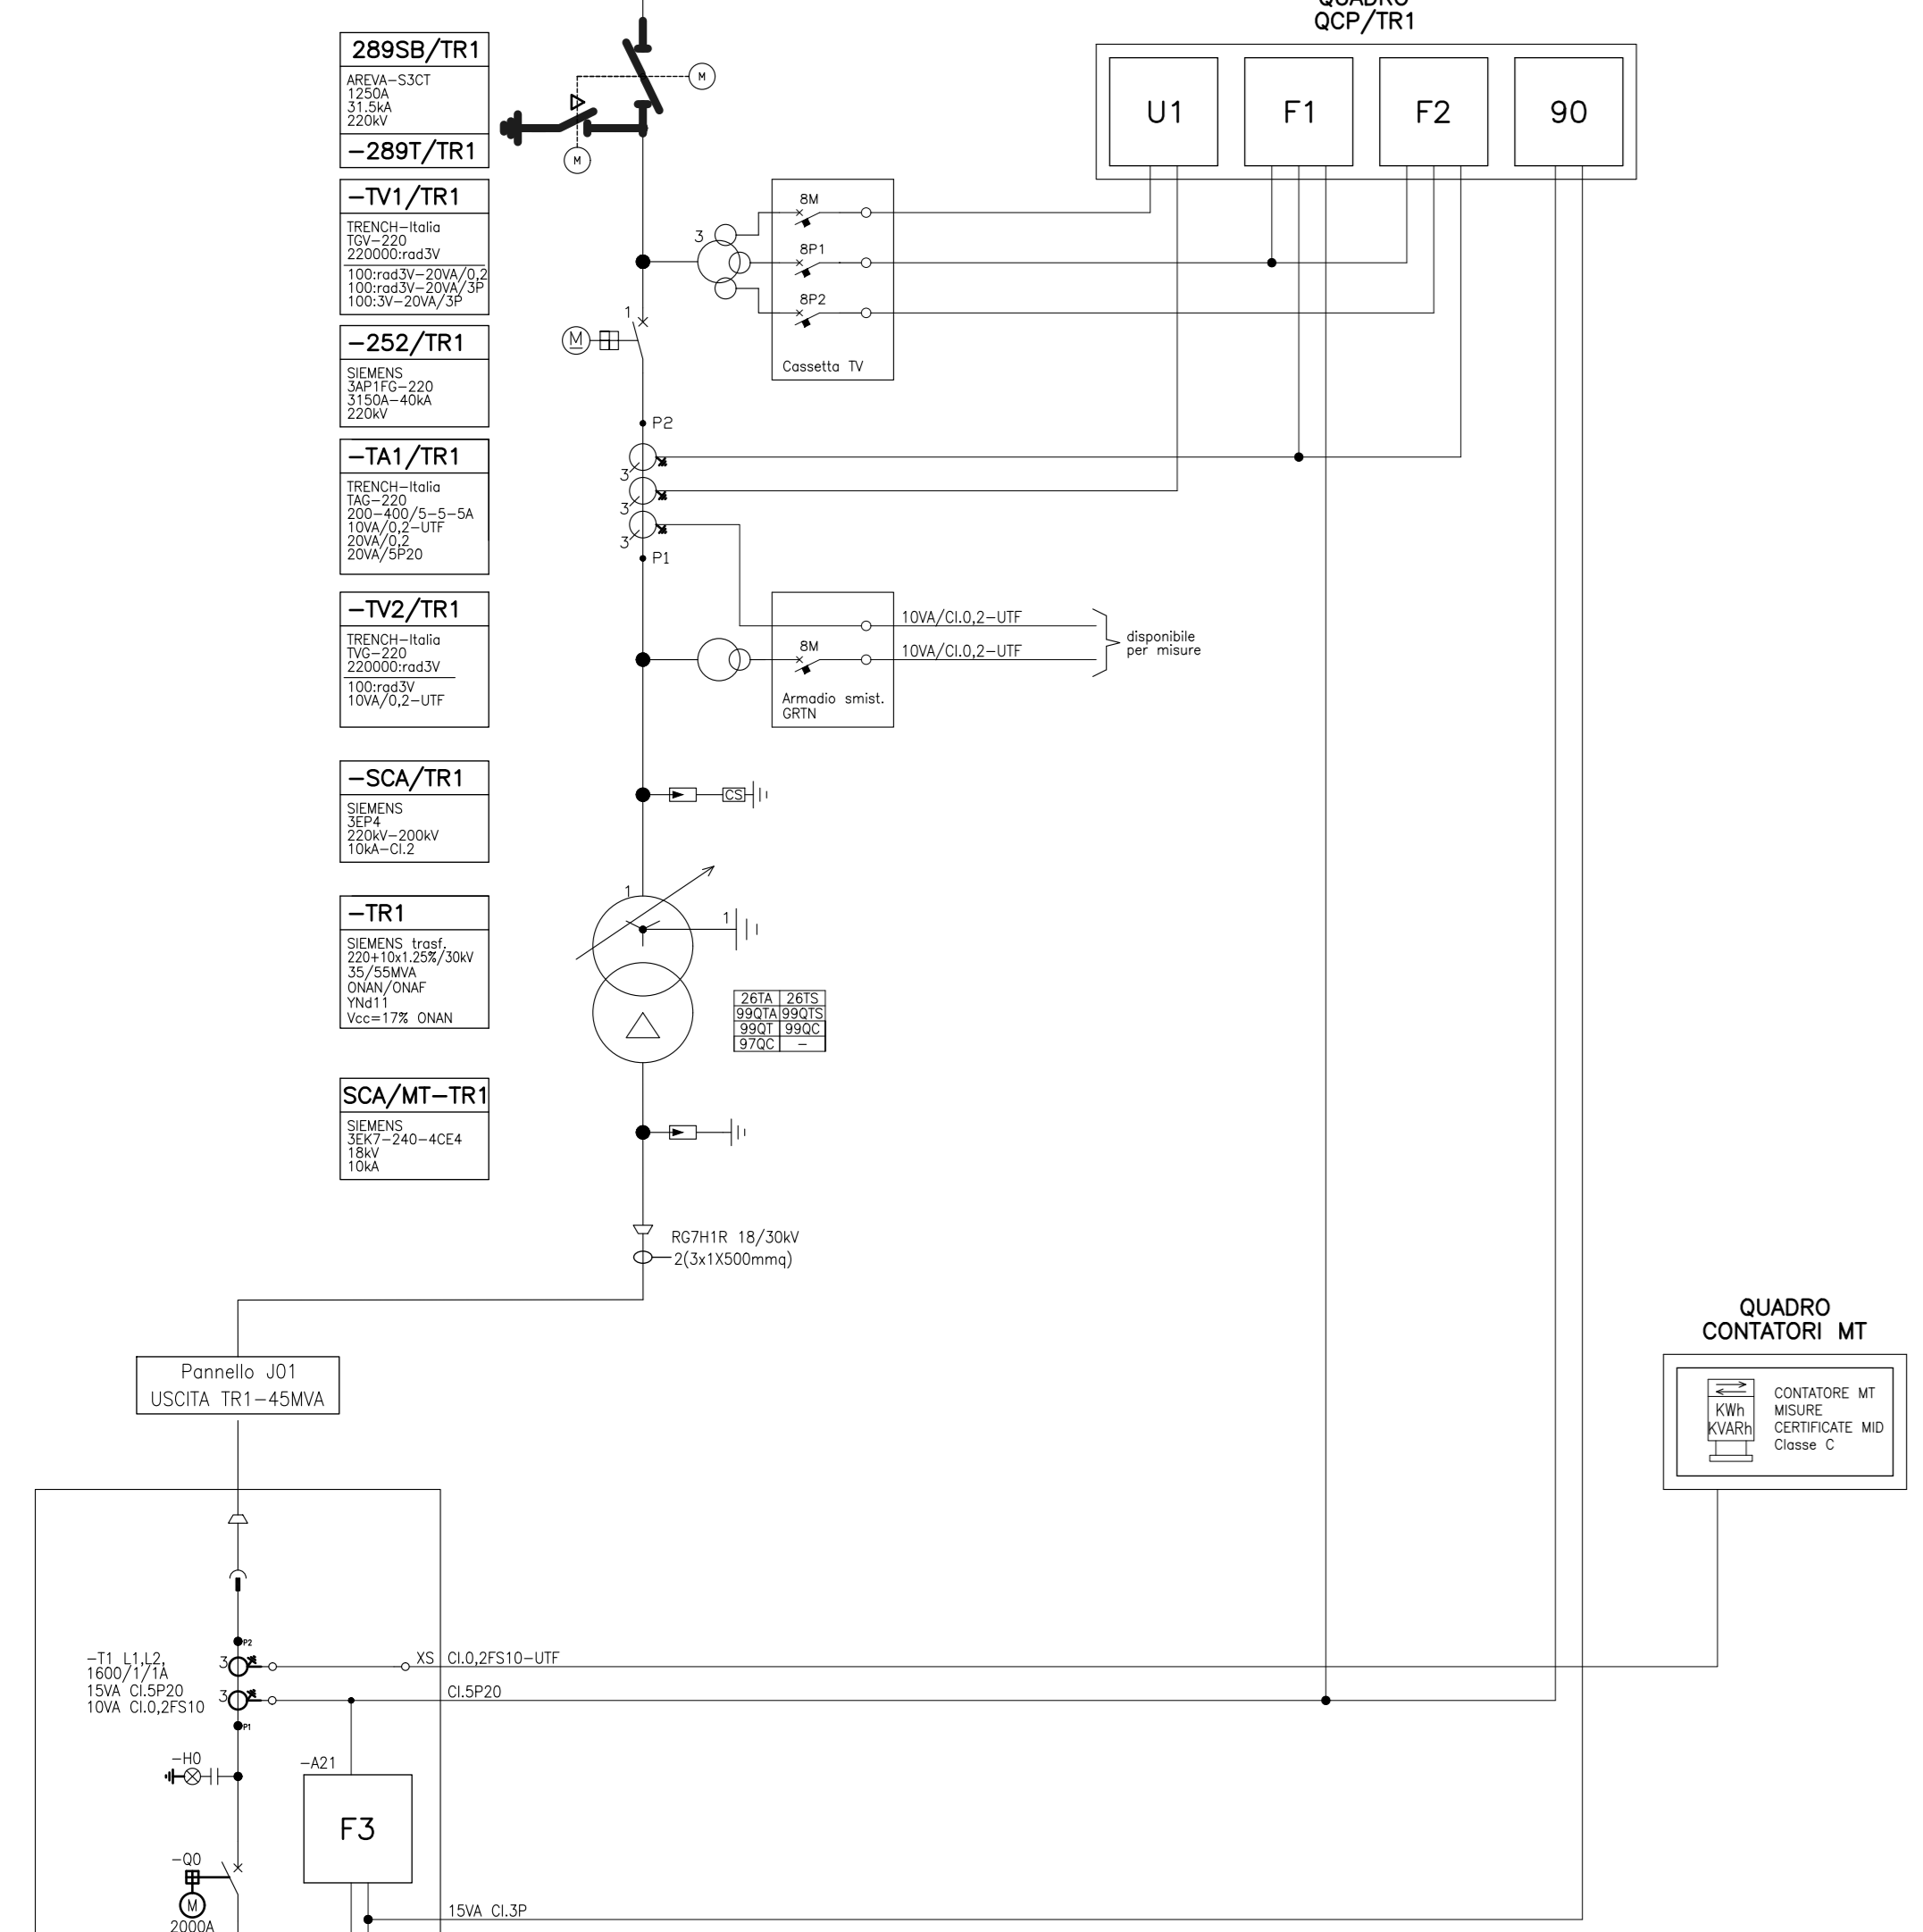 QUADRO
QCP/TR1
U1
F1
F2
90
289SB/TR1
AREVA-S3CT
1250A
31.5kA
220kV
-289T/TR1
M
M
-TV1/TR1
TRENCH-Italia
TGV-220
220000:rad3V
100:rad3V-20VA/0,2
100:rad3V-20VA/3P
100:3V-20VA/3P
3
8M
8P1
8P2
Cassetta TV
-252/TR1
SIEMENS
3AP1FG-220
3150A-40kA
220kV
1
M
P2
-TA1/TR1
TRENCH-Italia
TAG-220
200-400/5-5-5A
10VA/0,2-UTF
20VA/0,2
20VA/5P20
3
3
3
P1
-TV2/TR1
TRENCH-Italia
TVG-220
220000:rad3V
100:rad3V
10VA/0,2-UTF
8M
Armadio smist.
GRTN
10VA/Cl.0,2-UTF
10VA/Cl.0,2-UTF
disponibile
per misure
-SCA/TR1
SIEMENS
3EP4
220kV-200kV
10kA-Cl.2
CS
-TR1
SIEMENS trasf.
220+10x1.25%/30kV
35/55MVA
ONAN/ONAF
YNd11
Vcc=17% ONAN
1
1
26TA 26TS
99QTA 99QTS
99QT 99QC
97QC -
SCA/MT-TR1
SIEMENS
3EK7-240-4CE4
18kV
10kA
RG7H1R 18/30kV
2(3x1X500mmq)
Pannello J01
USCITA TR1-45MVA
QUADRO
CONTATORI MT
KWh
KVARh
CONTATORE MT
MISURE
CERTIFICATE MID
Classe C
P2
-T1 L1,L2,
1600/1/1A
15VA Cl.5P20
10VA Cl.0,2FS10
3
3
XS
Cl.0,2FS10-UTF
Cl.5P20
P1
-H0
-A21
F3
-Q0
M
2000A
15VA Cl.3P